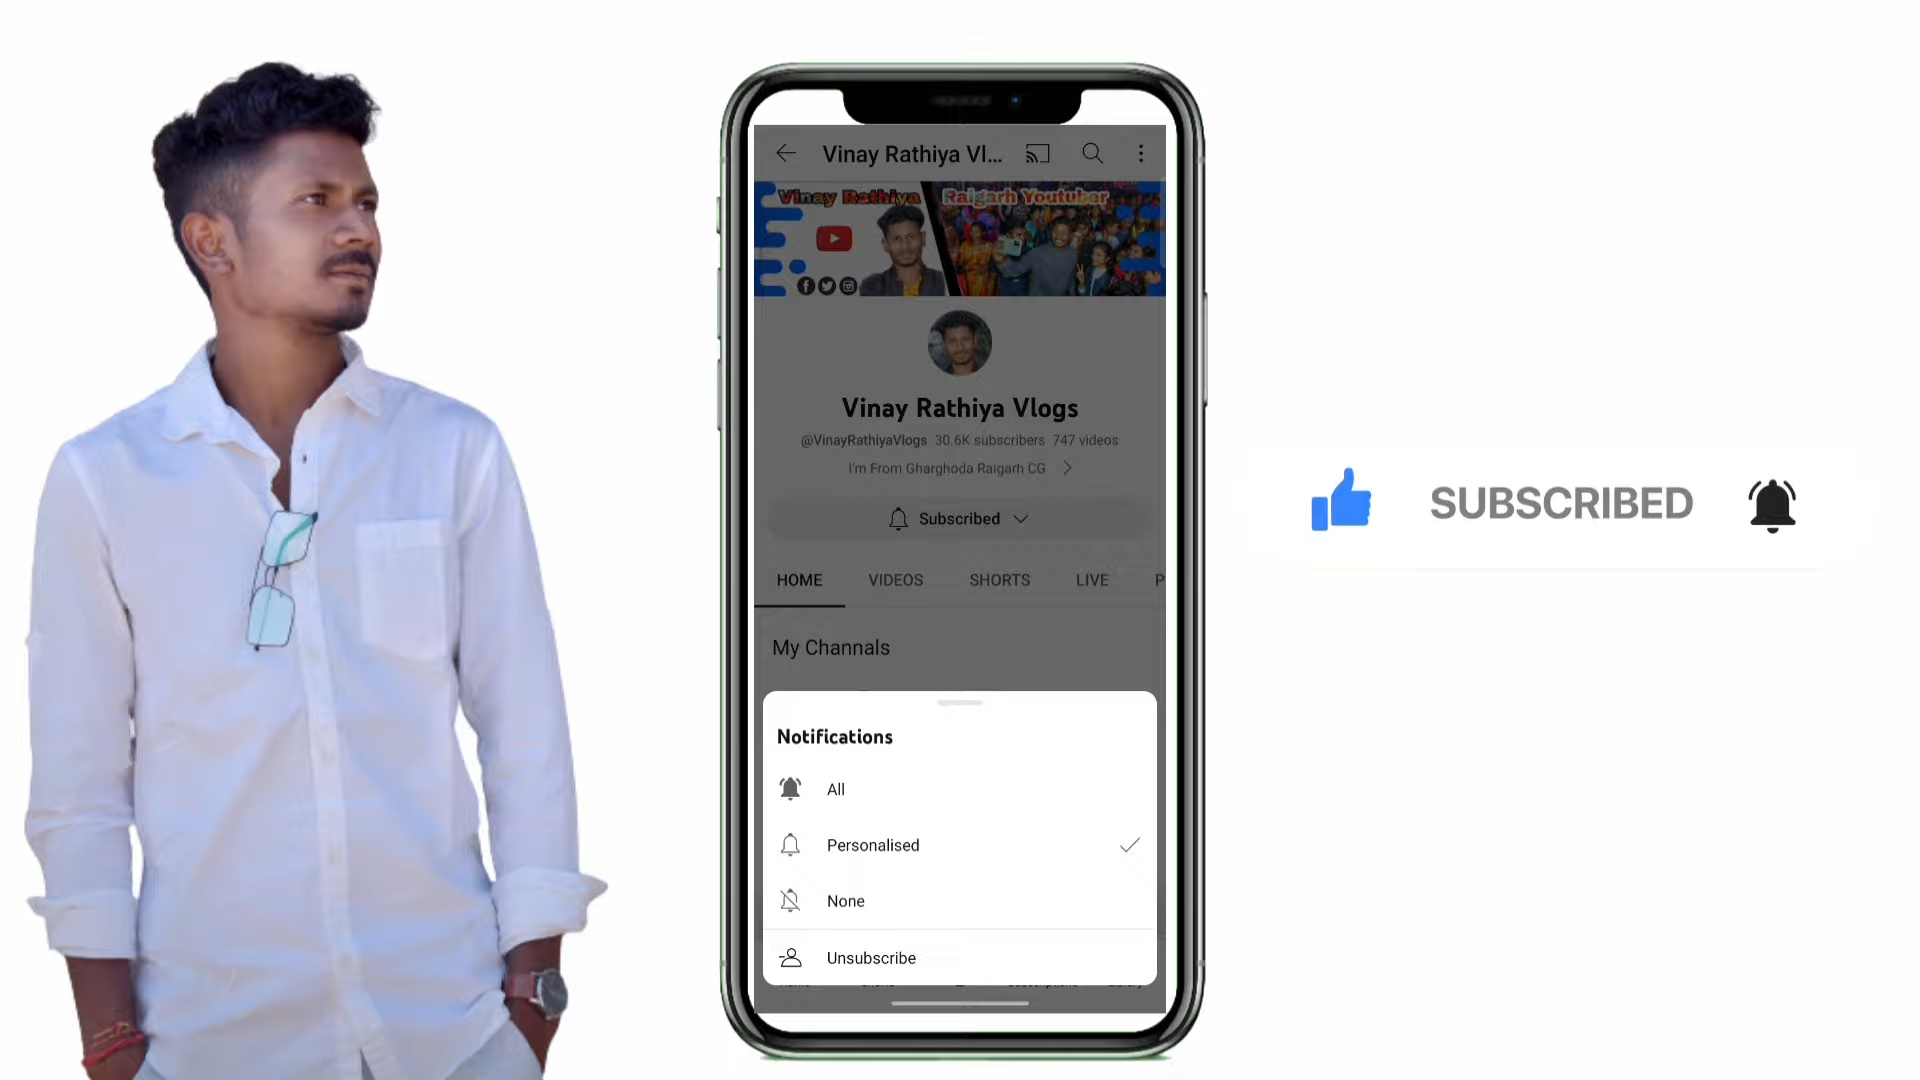 Vinay Rathiya Vl...
Vinay Rathiya
Raigarh Youtuber
Vinay Rathiya Vlogs
@VinayRathiyaVlogs 30.6K subscribers 747 videos
I'm From Gharghoda Raigarh CG
Subscribed
HOME VIDEOS SHORTS LIVE P
My Channals
Notifications
All
Personalised
None
Unsubscribe
SUBSCRIBED